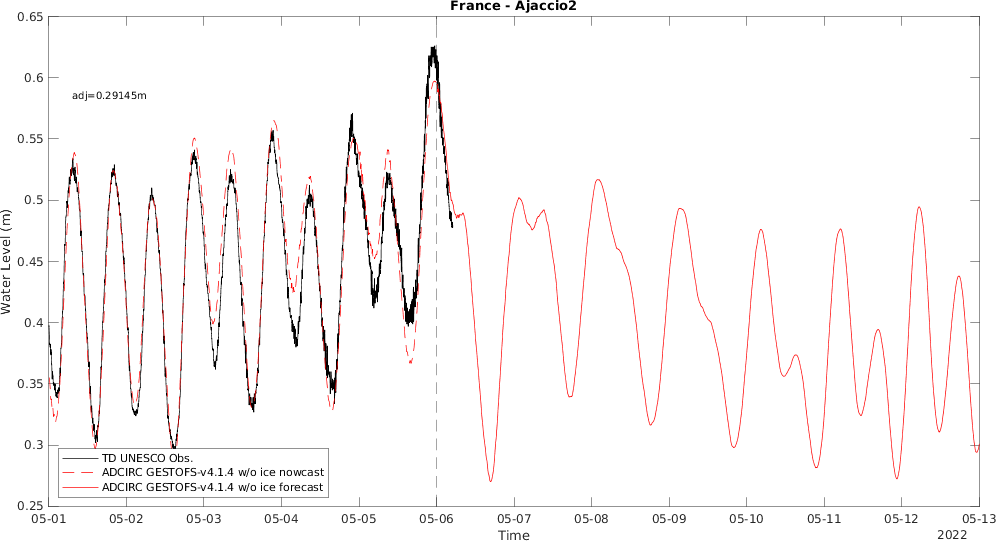 France - Ajaccio2
0.65
0.6
0.55
0.5
0.45
0.4
0.35
0.3
0.25
Water Level (m)
adj=0.29145m
TD UNESCO Obs.
ADCIRC GESTOFS-v4.1.4 w/o ice nowcast
ADCIRC GESTOFS-v4.1.4 w/o ice forecast
05-01 05-02 05-03 05-04 05-05 05-06 05-07 05-08 05-09 05-10 05-11 05-12 05-13
Time
2022